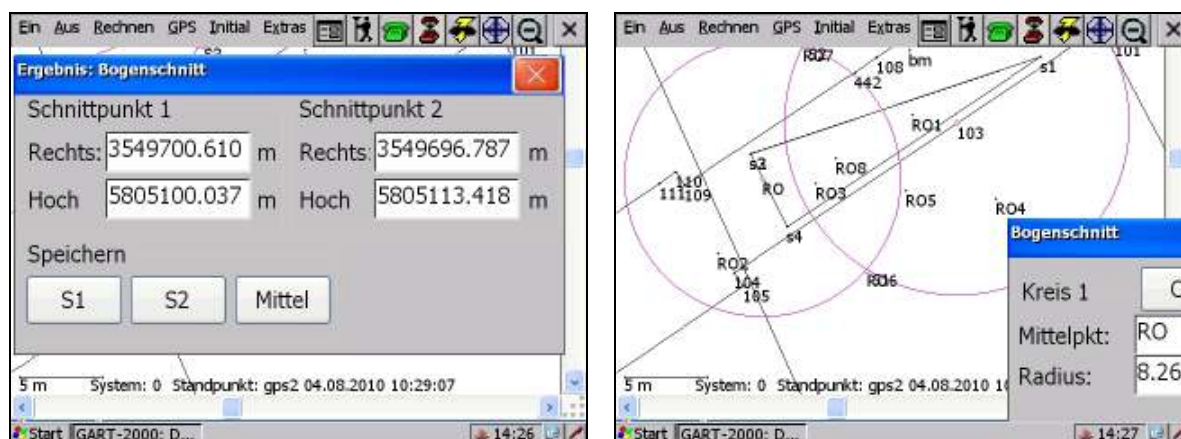 Ein Aus Rechnen GPS Initial Extras
Ergebnis: Bogenschnitt
Schnittpunkt 1 Schnittpunkt 2
Rechts: 3549700.610 m Rechts: 3549696.787 m
Hoch 5805100.037 m Hoch 5805113.418 m
Speichern
S1 S2 Mittel
5 m System: 0 Standpunkt: gps2 04.08.2010 10:29:07
Start GART-2000: D... 14:26
Ein Aus Rechnen GPS Initial Extras
bm
108
442
s1
101
RO1
103
s3
RO8
110
111 109
RO
RO3
RO5
RO4
s4
RO2
104
105
Bogenschnitt
Kreis 1
Mittelpkt: RO
Radius: 8.26
5 m System: 0 Standpunkt: gps2 04.08.2010
Start GART-2000: D... 14:27